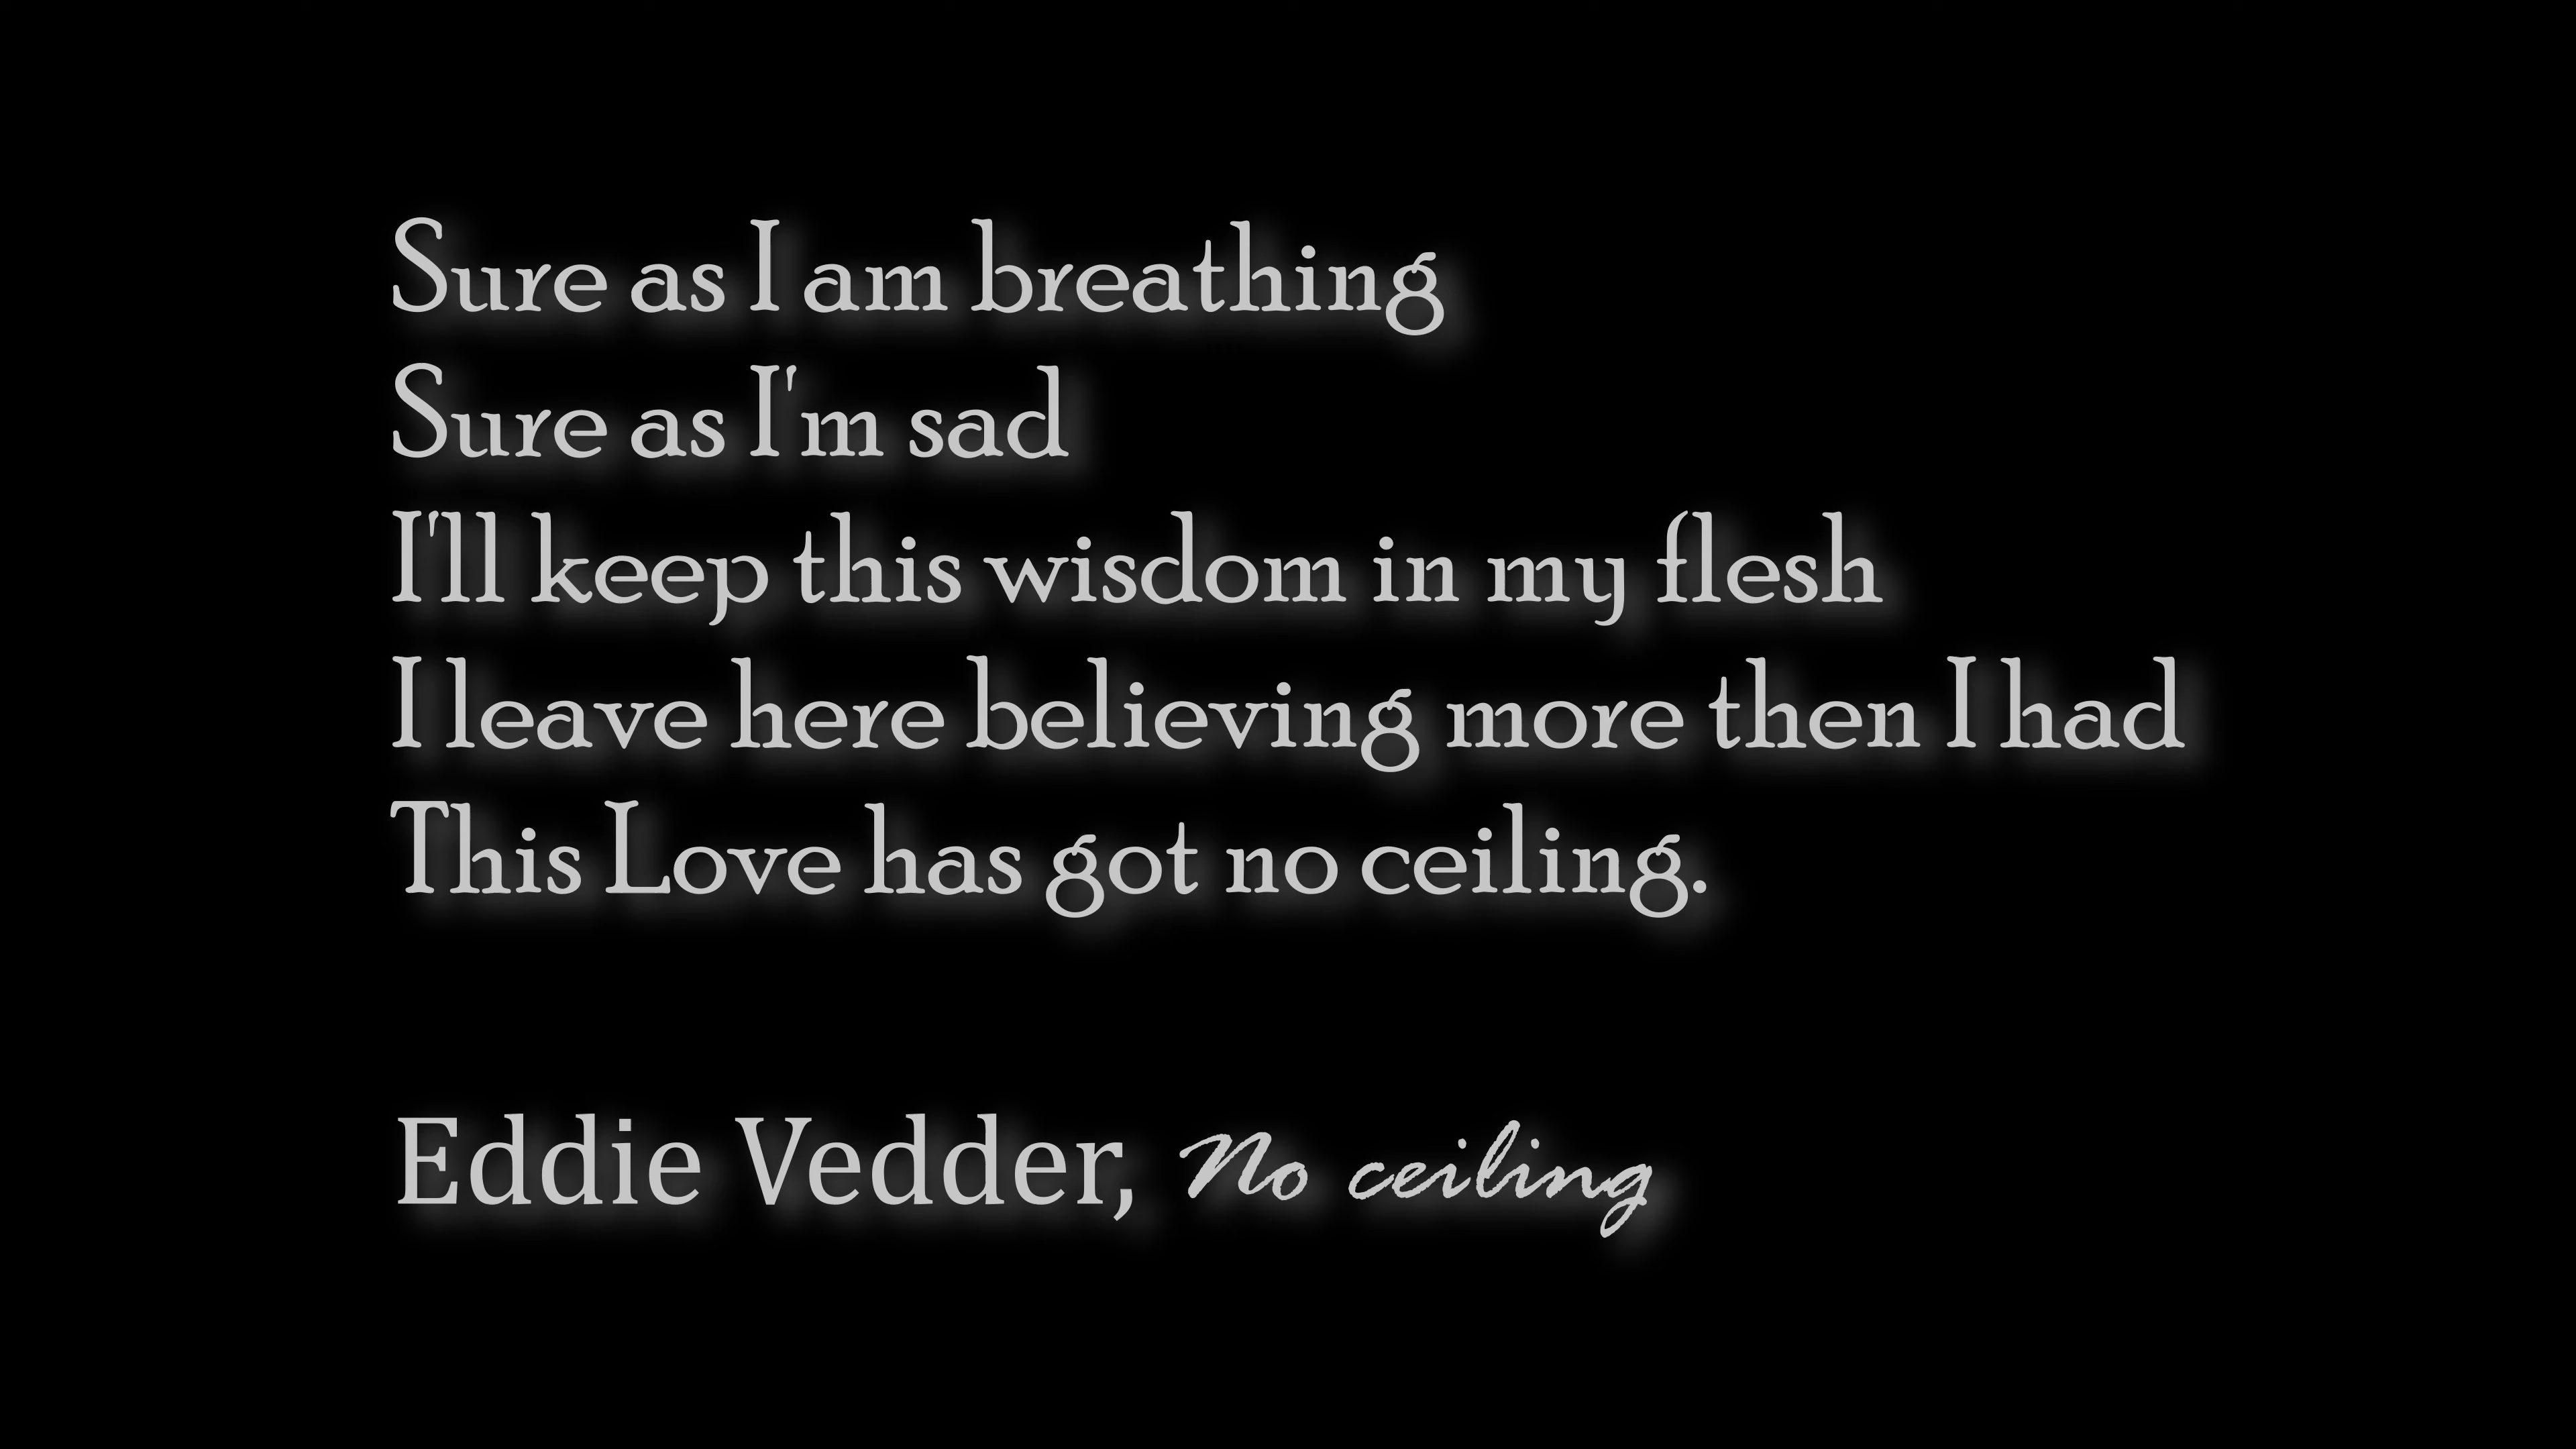 Sure as I am breathing
Sure as I'm sad
I'll keep this wisdom in my flesh
I leave here believing more then I had
This Love has got no ceiling.
Eddie Vedder, No ceiling